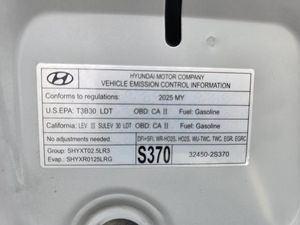 HYUNDAI MOTOR COMPANY
VEHICLE EMISSION CONTROL INFORMATION
Conforms to regulations: 2025 MY
U.S.EPA: T3B30 LDT OBD: CA II Fuel: Gasoline
California: LEV III SULEV 30 LDT OBD: CA II Fuel: Gasoline
No adjustments needed. DFI+SFI, WR-HO2S, HO2S, WU-TWC, TWC, EGR, EGRC
Group: SHYXT02.5LR3
Evap.: SHYXR0125LRG
S370
32450-2S370